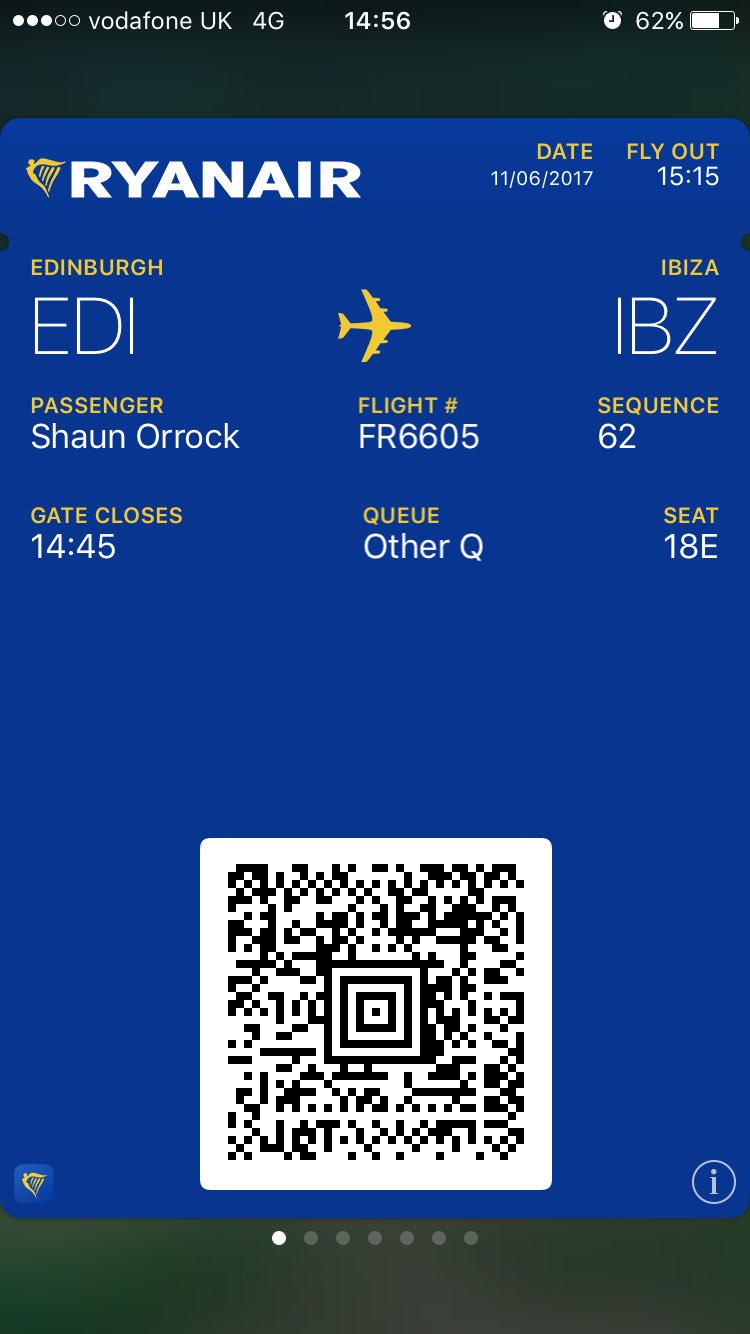 vodafone UK 4G 14:56 62%
RYANAIR
DATE FLY OUT
11/06/2017 15:15
EDINBURGH IBIZA
EDI IBZ
PASSENGER FLIGHT # SEQUENCE
Shaun Orrock FR6605 62
GATE CLOSES QUEUE SEAT
14:45 Other Q 18E
i